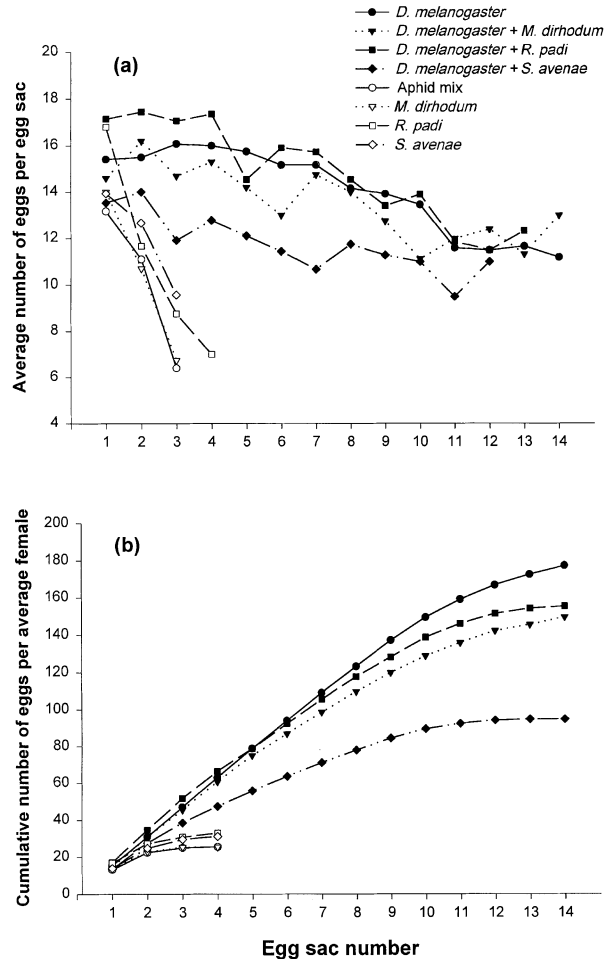 D. melanogaster
D. melanogaster + M. dirhodum
D. melanogaster + R. padi
D. melanogaster + S. avenae
Aphid mix
M. dirhodum
R. padi
S. avenae
(a)
Average number of eggs per egg sac
20
18
16
14
12
10
8
6
4
1 2 3 4 5 6 7 8 9 10 11 12 13 14
(b)
Cumulative number of eggs per average female
200
180
160
140
120
100
80
60
40
20
0
1 2 3 4 5 6 7 8 9 10 11 12 13 14
Egg sac number